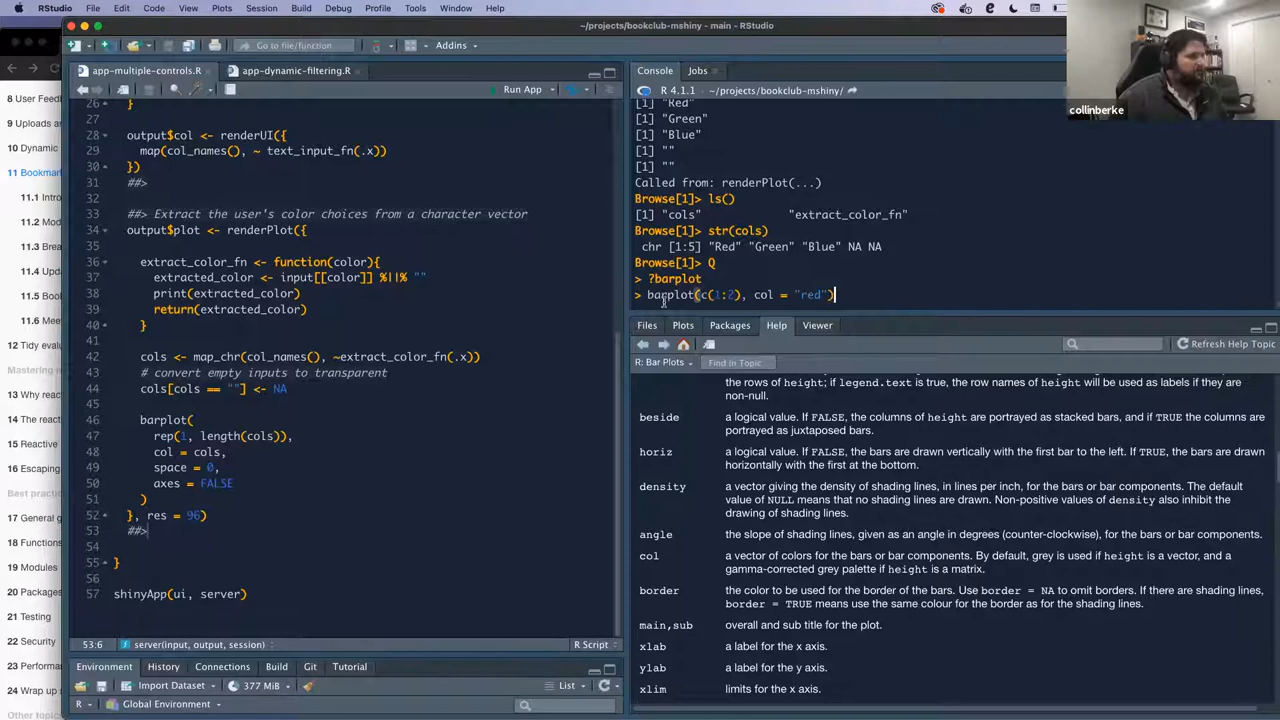 RStudio File Edit Code View Plots Session Build Debug Profile Tools Window Help
~/projects/bookclub-mshiny - main - RStudio
Go to file/function Addins
app-multiple-controls.R app-dynamic-filtering.R
Run App
26 }
27
28 output$col <- renderUI({
29 map(col_names(), ~ text_input_fn(.x))
30 })
31 ##>
32
33 ##> Extract the user's color choices from a character vector
34 output$plot <- renderPlot({
35
36 extract_color_fn <- function(color){
37 extracted_color <- input[[color]] %||% ""
38 print(extracted_color)
39 return(extracted_color)
40 }
41
42 cols <- map_chr(col_names(), ~extract_color_fn(.x))
43 # convert empty inputs to transparent
44 cols[cols == ""] <- NA
45
46 barplot(
47 rep(1, length(cols)),
48 col = cols,
49 space = 0,
50 axes = FALSE
51 )
52 }, res = 96)
53 ##>
54
55 }
56
57 shinyApp(ui, server)
53:6 server(input, output, session) R Script
Environment History Connections Build Git Tutorial
Import Dataset 377 MiB List
R Global Environment
Console Jobs
R 4.1.1 · ~/projects/bookclub-mshiny/
[1] "Red"
[1] "Green"
[1] "Blue"
[1] ""
[1] ""
Called from: renderPlot(...)
Browse[1]> ls()
[1] "cols" "extract_color_fn"
Browse[1]> str(cols)
chr [1:5] "Red" "Green" "Blue" NA NA
Browse[1]> Q
> ?barplot
> barplot(c(1:2), col = "red")
Files Plots Packages Help Viewer
Refresh Help Topic
R: Bar Plots Find in Topic
the rows of height; if legend.text is true, the row names of height will be used as labels if they are
non-null.
beside a logical value. If FALSE, the columns of height are portrayed as stacked bars, and if TRUE the columns are
portrayed as juxtaposed bars.
horiz a logical value. If FALSE, the bars are drawn vertically with the first bar to the left. If TRUE, the bars are drawn
horizontally with the first at the bottom.
density a vector giving the density of shading lines, in lines per inch, for the bars or bar components. The default
value of NULL means that no shading lines are drawn. Non-positive values of density also inhibit the
drawing of shading lines.
angle the slope of shading lines, given as an angle in degrees (counter-clockwise), for the bars or bar components.
col a vector of colors for the bars or bar components. By default, grey is used if height is a vector, and a
gamma-corrected grey palette if height is a matrix.
border the color to be used for the border of the bars. Use border = NA to omit borders. If there are shading lines,
border = TRUE means use the same colour for the border as for the shading lines.
main,sub overall and sub title for the plot.
xlab a label for the x axis.
ylab a label for the y axis.
xlim limits for the x axis.
collinberke
8 User Feed
9 Uploads a
10 Dynamic
11 Bookmar
11.1 Intro
11.2 Mod
11.3 Brea
11.4 Upda
11.5 Book
11.6 Mee
12 Tidy evalu
Mastering r
13 Why reac
14 The react
15 Reactive
16 Escaping
Best practic
17 General g
18 Functions
19 Modules
20 Packages
21 Testing
22 Security
23 Performa
24 Wrap up
Other topic